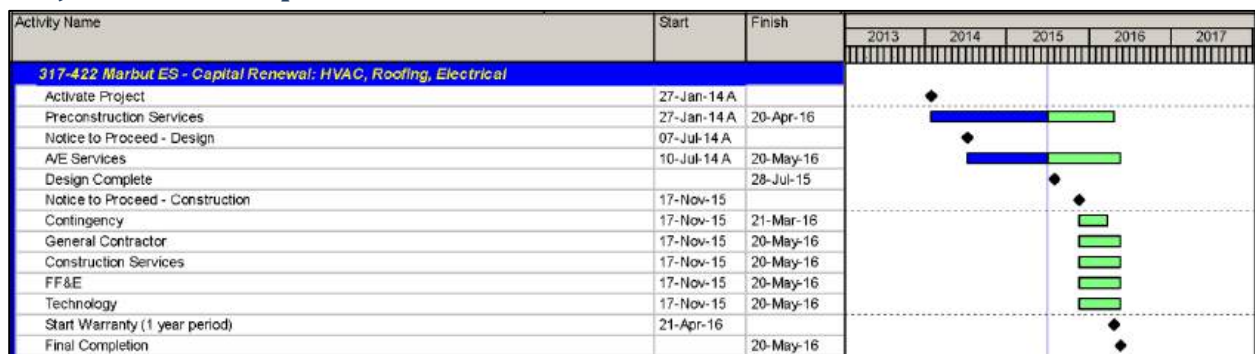 Activity Name Start Finish
2013 2014 2015 2016 2017
317-422 Marbut ES - Capital Renewal: HVAC, Roofing, Electrical
Activate Project 27-Jan-14 A
Preconstruction Services 27-Jan-14 A 20-Apr-16
Notice to Proceed - Design 07-Jul-14 A
A/E Services 10-Jul-14 A 20-May-16
Design Complete 28-Jul-15
Notice to Proceed - Construction 17-Nov-15
Contingency 17-Nov-15 21-Mar-16
General Contractor 17-Nov-15 20-May-16
Construction Services 17-Nov-15 20-May-16
FF&E 17-Nov-15 20-May-16
Technology 17-Nov-15 20-May-16
Start Warranty (1 year period) 21-Apr-16
Final Completion 20-May-16